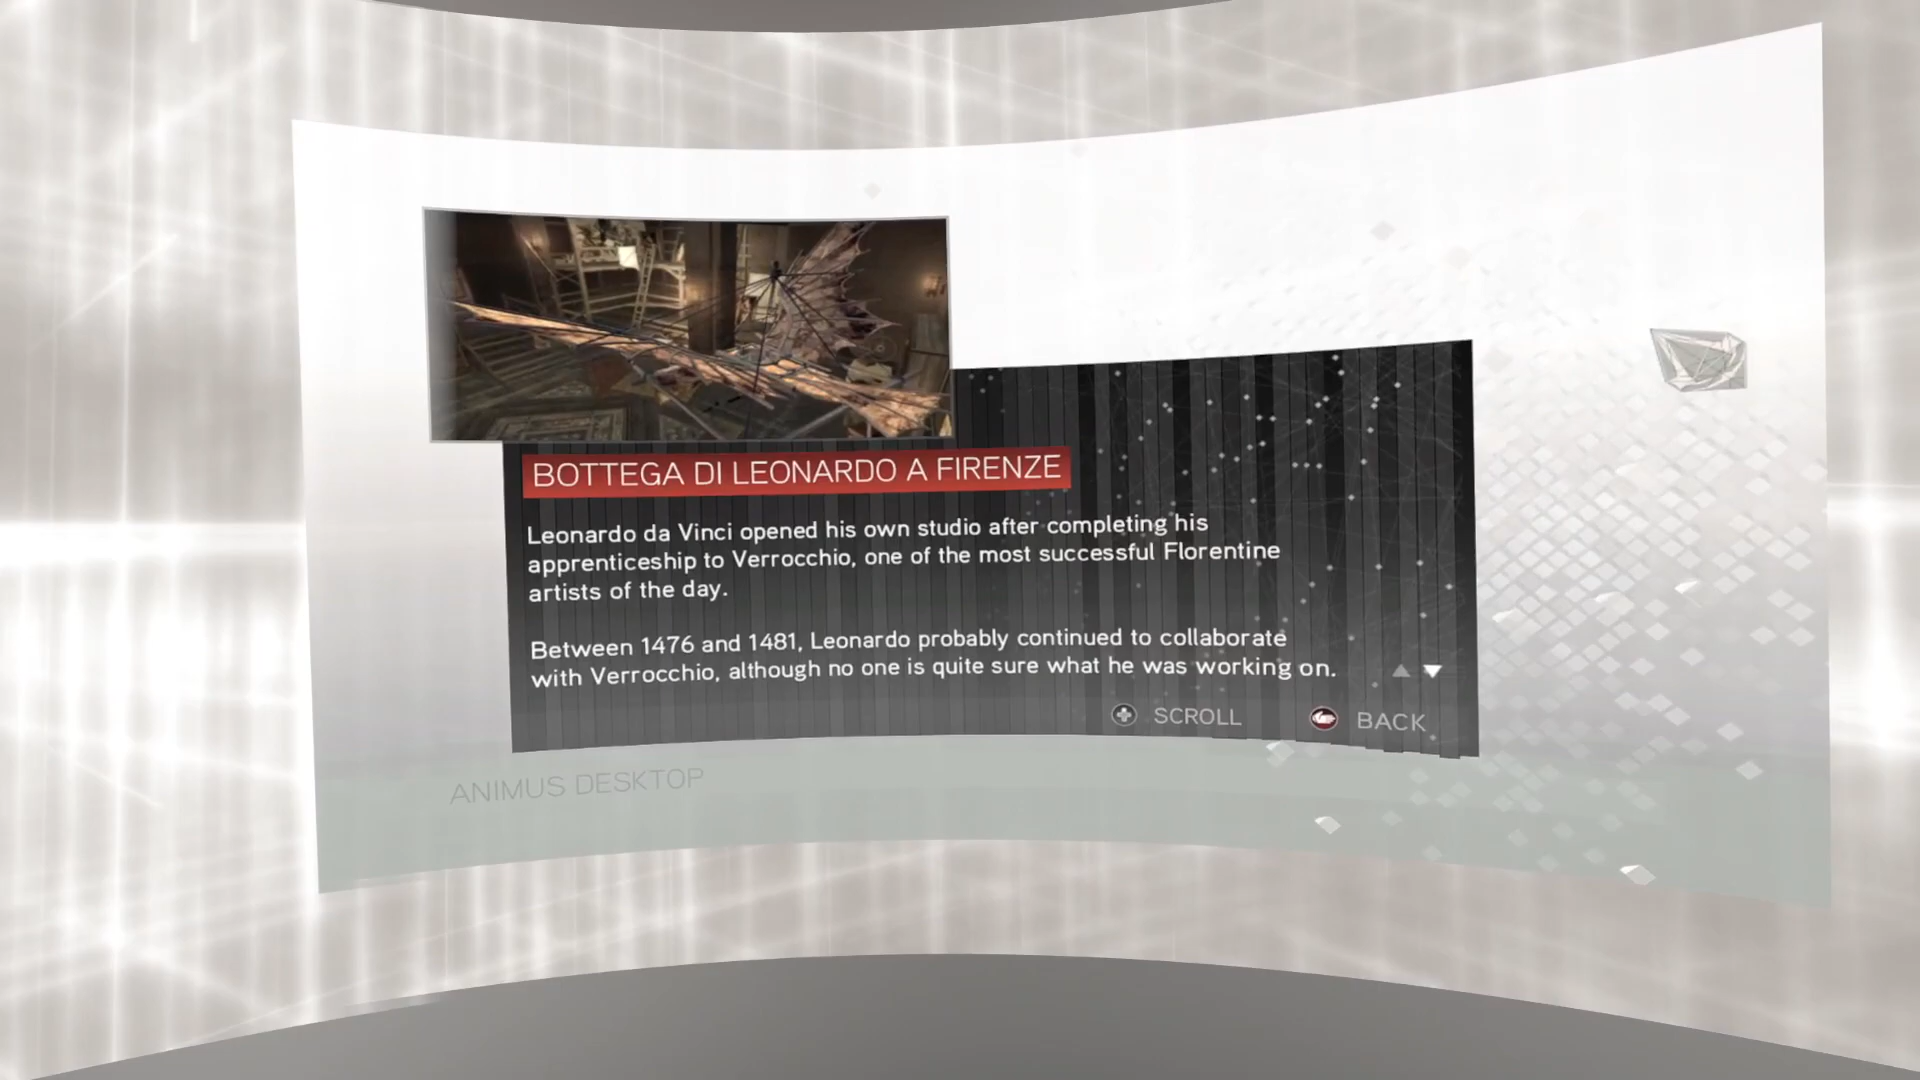 BOTTEGA DI LEONARDO A FIRENZE
Leonardo da Vinci opened his own studio after completing his
apprenticeship to Verrocchio, one of the most successful Florentine
artists of the day.
Between 1476 and 1481, Leonardo probably continued to collaborate
with Verrocchio, although no one is quite sure what he was working on.
SCROLL BACK
ANIMUS DESKTOP